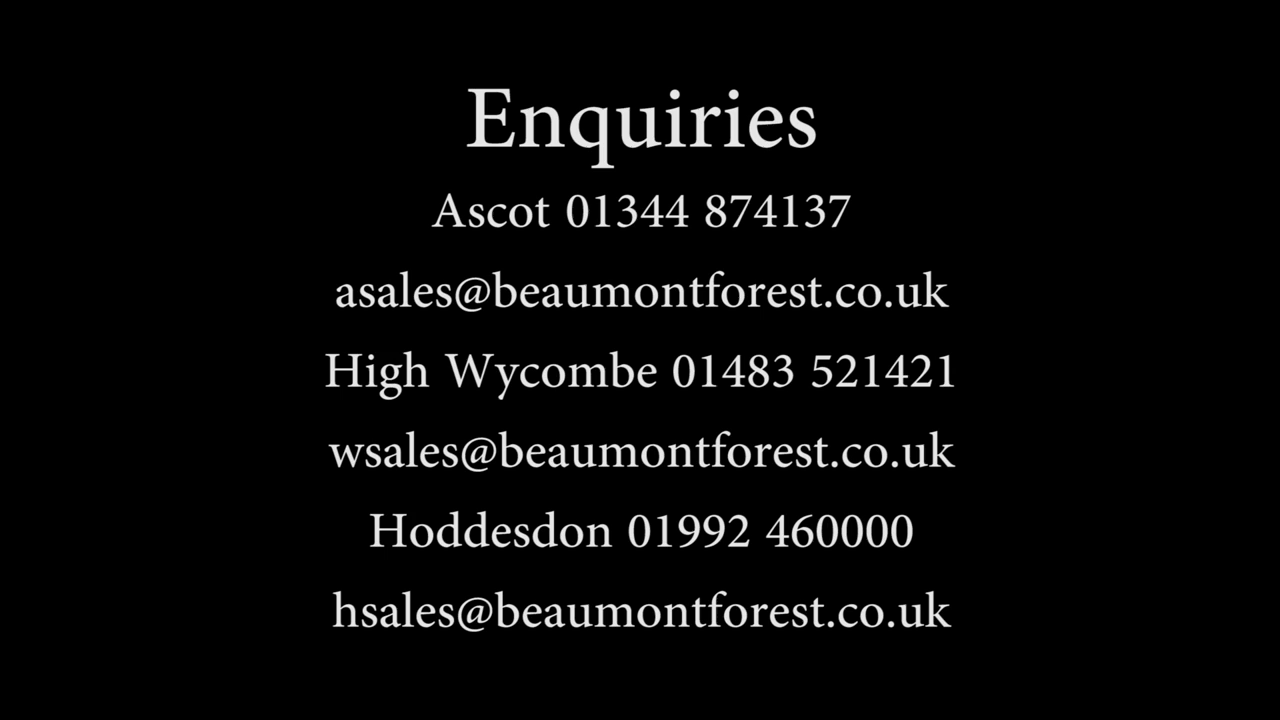 Enquiries
Ascot 01344 874137
asales@beaumontforest.co.uk
High Wycombe 01483 521421
wsales@beaumontforest.co.uk
Hoddesdon 01992 460000
hsales@beaumontforest.co.uk